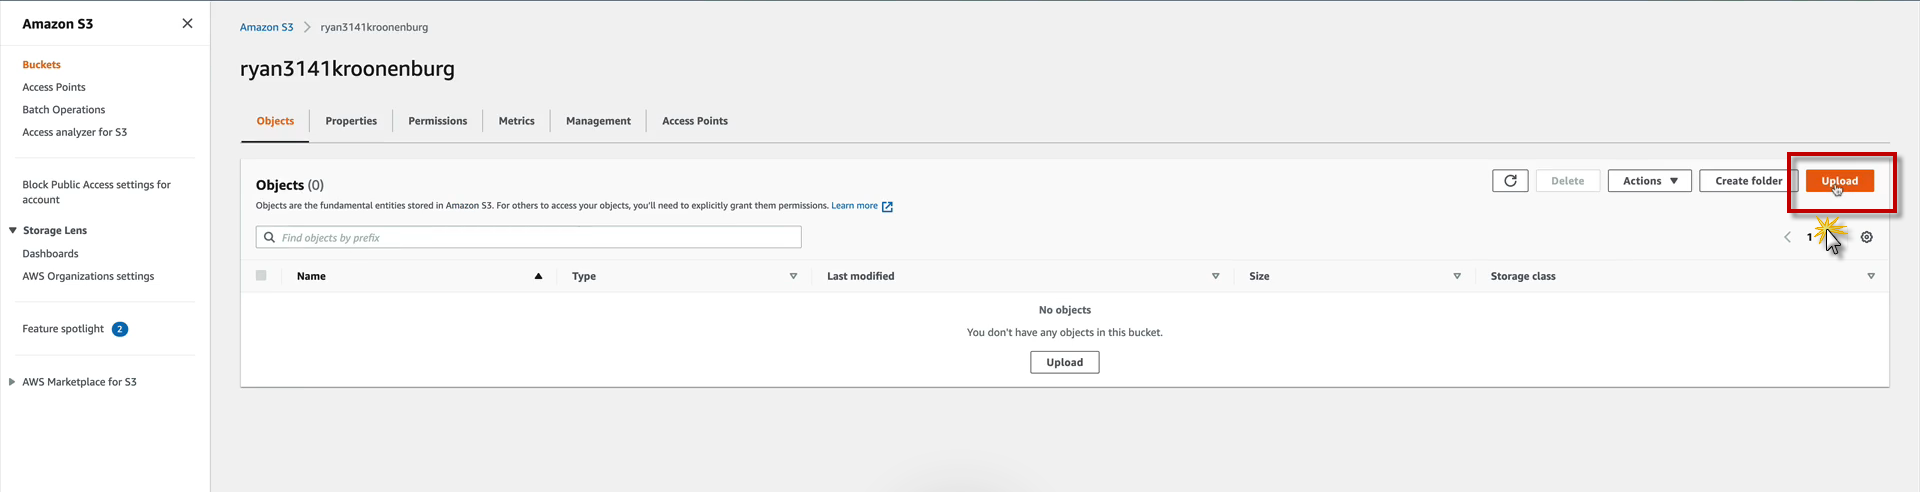 Amazon S3
Buckets
Access Points
Batch Operations
Access analyzer for S3
Block Public Access settings for
account
Storage Lens
Dashboards
AWS Organizations settings
Feature spotlight 2
AWS Marketplace for S3
Amazon S3 ryan3141kroonenburg
ryan3141kroonenburg
Objects Properties Permissions Metrics Management Access Points
Objects (0) Delete Actions Create folder Upload
Objects are the fundamental entities stored in Amazon S3. For others to access your objects, you'll need to explicitly grant them permissions. Learn more
Find objects by prefix 1
Name Type Last modified Size Storage class
No objects
You don't have any objects in this bucket.
Upload